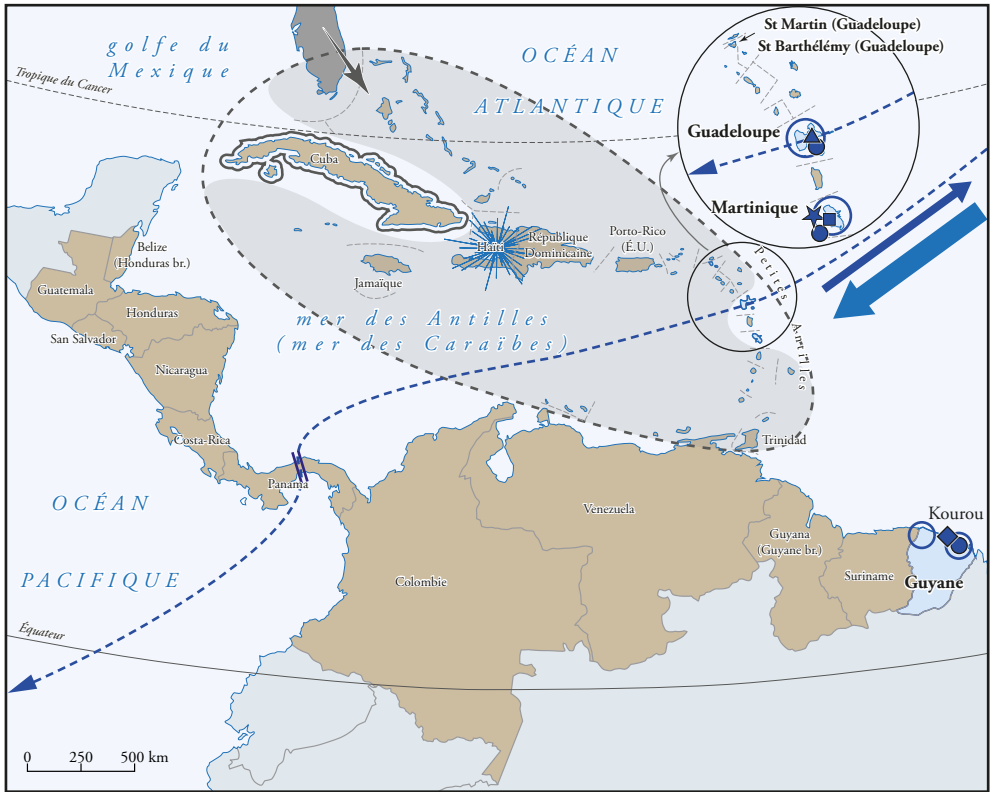 St Martin (Guadeloupe)
St Barthélémy (Guadeloupe)
golfe du
Mexique
OCÉAN
ATLANTIQUE
Tropique du Cancer
Guadeloupe
Martinique
Cuba
Haïti
République
Dominicaine
Porto-Rico
(É.U.)
Petites Antilles
Belize
(Honduras br.)
Guatemala
Honduras
San Salvador
Nicaragua
Jamaïque
mer des Antilles
(mer des Caraïbes)
Costa-Rica
Panama
Trinidad
OCÉAN
PACIFIQUE
Venezuela
Colombie
Guyana
(Guyane br.)
Suriname
Kourou
Guyane
Équateur
0 250 500 km